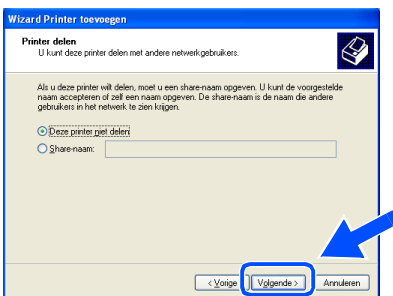 Wizard Printer toevoegen
Printer delen
U kunt deze printer delen met andere netwerkgebruikers.
Als u deze printer wilt delen, moet u een share-naam opgeven. U kunt de voorgestelde
naam accepteren of zelf een naam opgeven. De share-naam is de naam die andere
gebruikers in het netwerk te zien krijgen.
Deze printer niet delen
Share-naam:
< Vorige
Volgende >
Annuleren